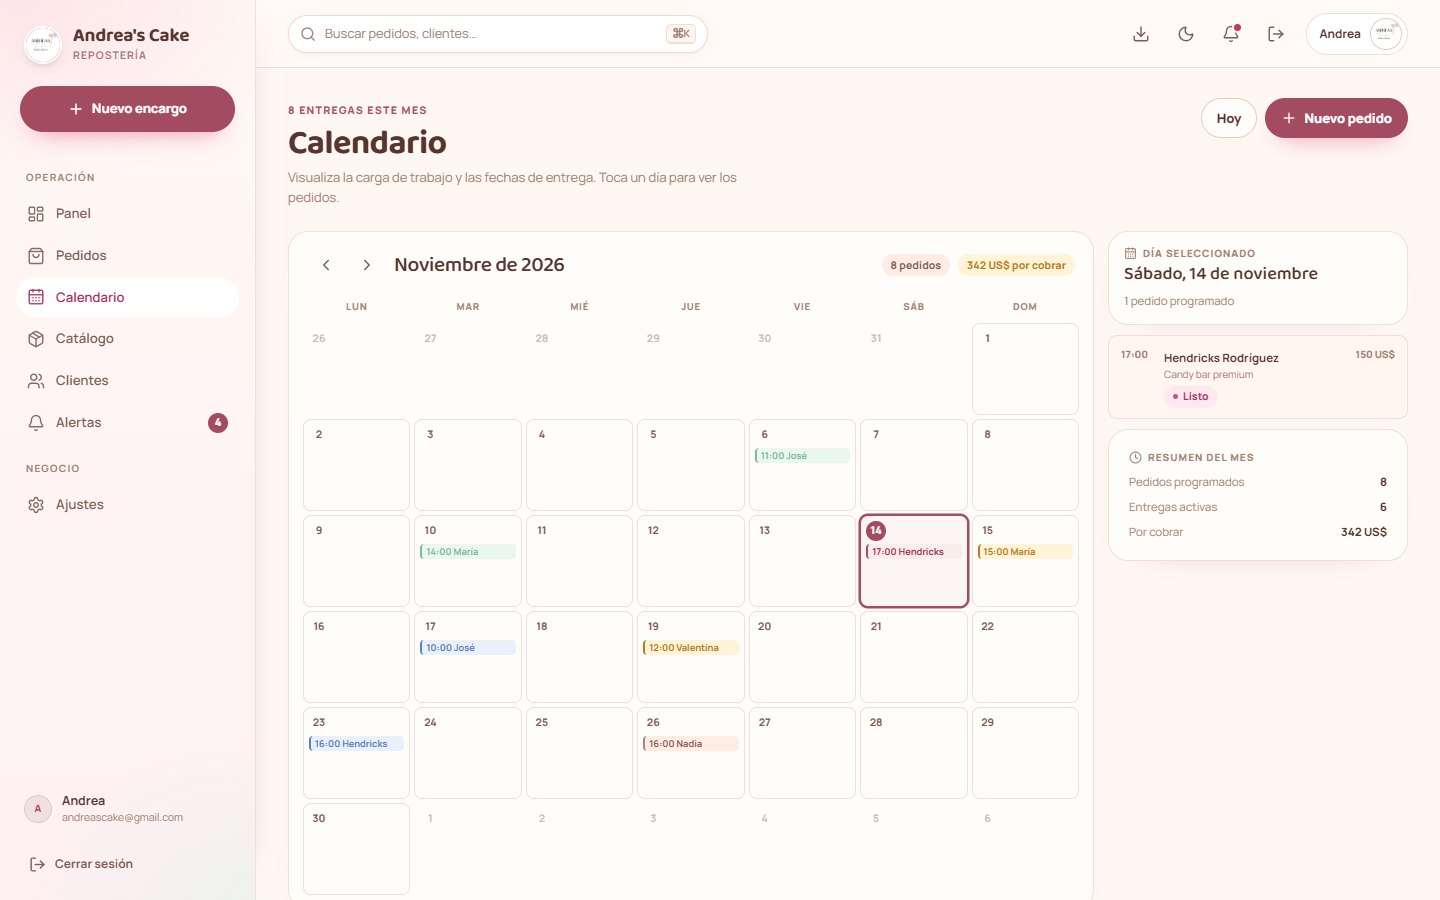 Andrea's Cake
REPOSTERÍA
Nuevo encargo
OPERACIÓN
Panel
Pedidos
Calendario
Catálogo
Clientes
Alertas
4
NEGOCIO
Ajustes
A
Andrea
andreascake@gmail.com
Cerrar sesión
Buscar pedidos, clientes...
⌘K
Andrea
8 ENTREGAS ESTE MES
Calendario
Visualiza la carga de trabajo y las fechas de entrega. Toca un día para ver los
pedidos.
Hoy
Nuevo pedido
Noviembre de 2026
8 pedidos
342 US$ por cobrar
LUN MAR MIÉ JUE VIE SÁB DOM
26 27 28 29 30 31 1
2 3 4 5 6 7 8
11:00 José
9 10 11 12 13 14 15
14:00 María
17:00 Hendricks
15:00 María
16 17 18 19 20 21 22
10:00 José
12:00 Valentina
23 24 25 26 27 28 29
16:00 Hendricks
16:00 Nadia
30 1 2 3 4 5 6
DÍA SELECCIONADO
Sábado, 14 de noviembre
1 pedido programado
17:00
Hendricks Rodríguez
150 US$
Candy bar premium
Listo
RESUMEN DEL MES
Pedidos programados 8
Entregas activas 6
Por cobrar 342 US$